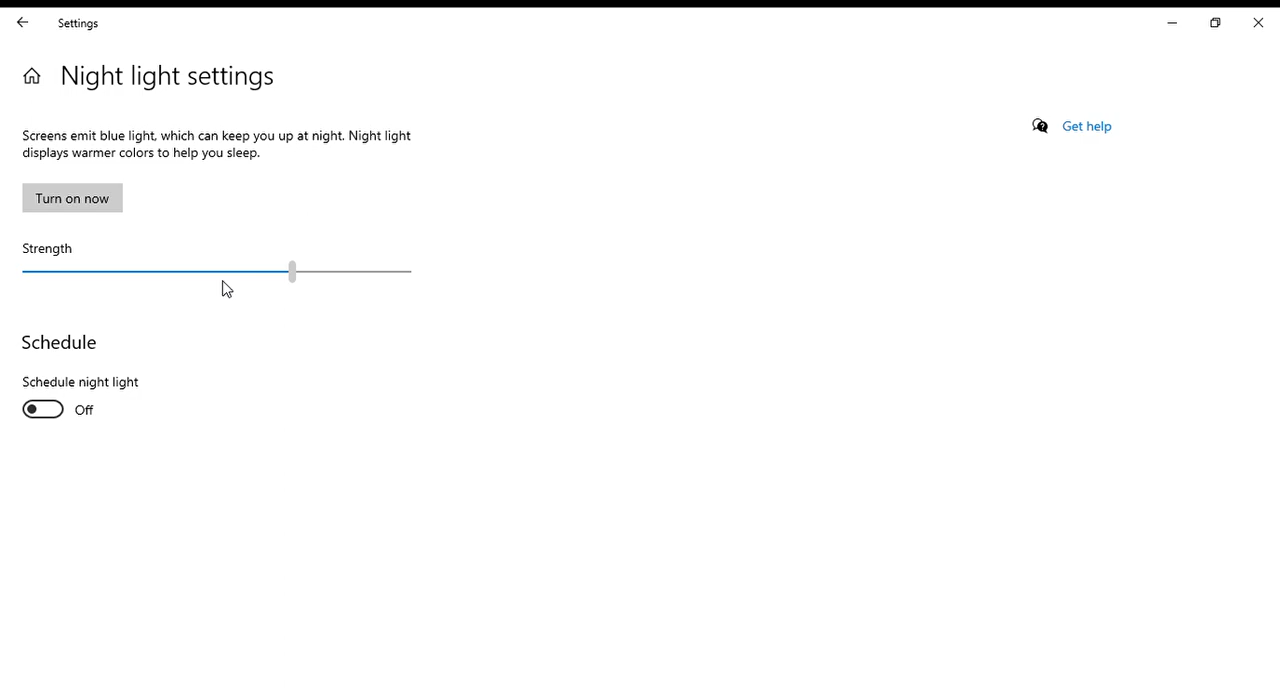 Settings
Night light settings
Screens emit blue light, which can keep you up at night. Night light
displays warmer colors to help you sleep.
Get help
Turn on now
Strength
Schedule
Schedule night light
Off